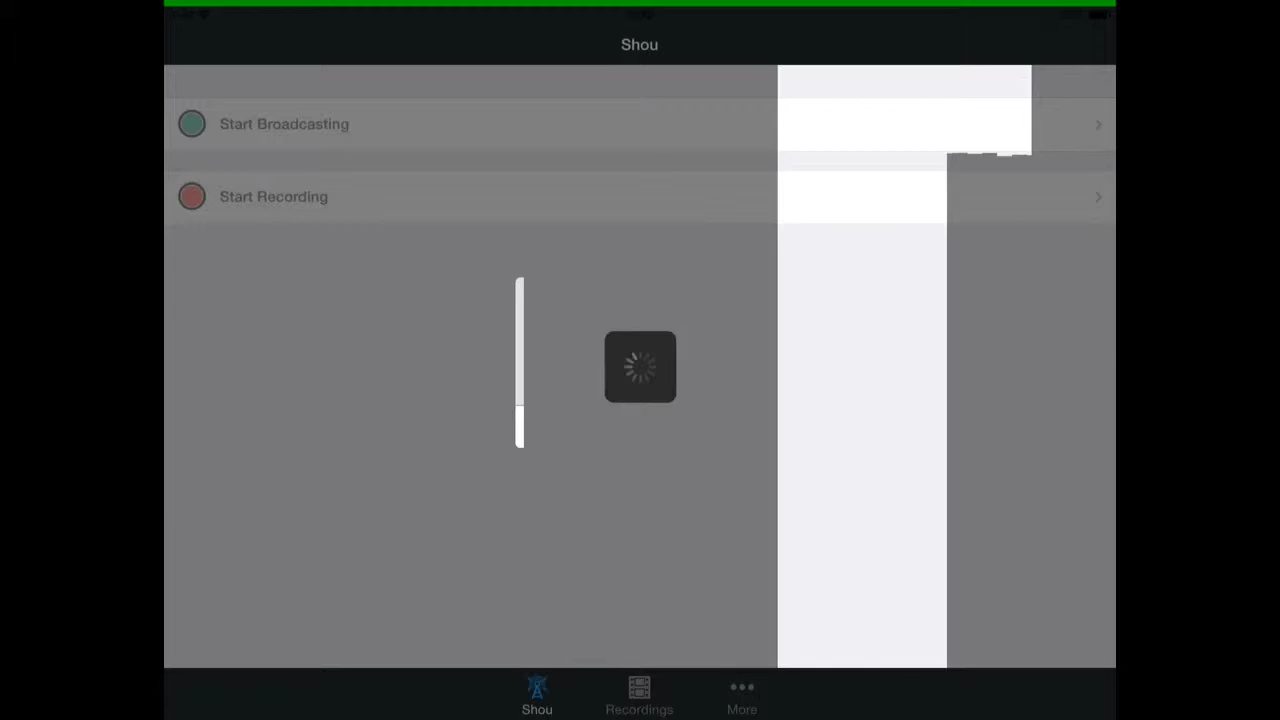 Shou
Start Broadcasting
Start Recording
Shou
Recordings
More